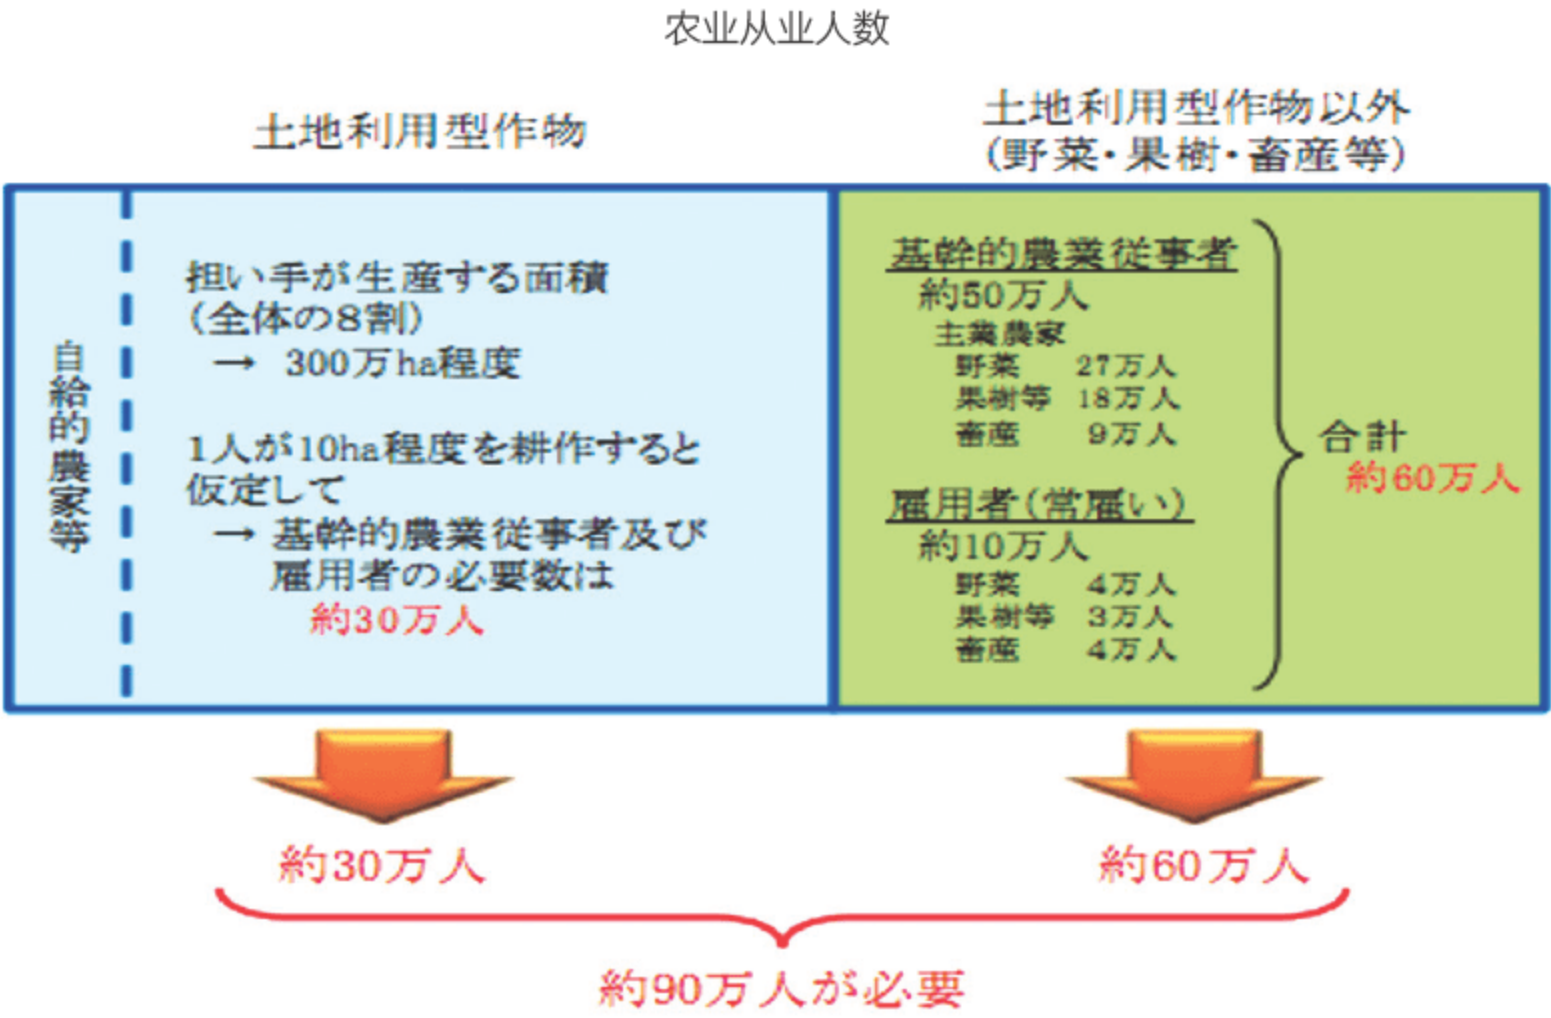 农业从业人数
土地利用型作物
土地利用型作物以外
(野菜・果樹・畜産等)
自給的農家等
担い手が生産する面積
(全体の8割)
→ 300万ha程度
1人が10ha程度を耕作すると
仮定して
→ 基幹的農業従事者及び
雇用者の必要数は
約30万人
基幹的農業従事者
約50万人
主業農家
野菜 27万人
果樹等 18万人
畜産 9万人
雇用者(常雇い)
約10万人
野菜 4万人
果樹等 3万人
畜産 4万人
合計
約60万人
約30万人
約60万人
約90万人が必要